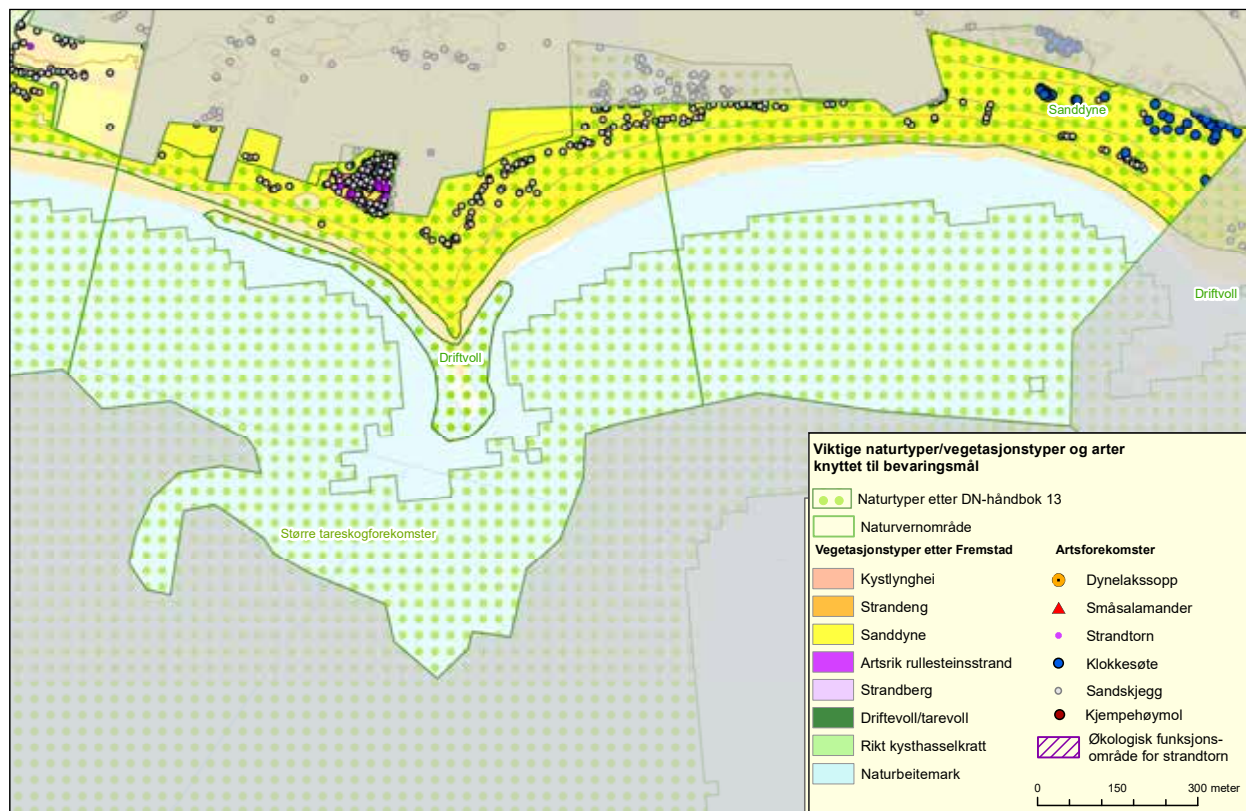 Sanddyne
Driftvoll
Driftvoll
Større tareskogforekomster
Viktige naturtyper/vegetasjonstyper og arter
knyttet til bevaringsmål
Naturtyper etter DN-håndbok 13
Naturvernområde
Vegetasjonstyper etter Fremstad
Kystlynghei
Strandeng
Sanddyne
Artsrik rullesteinsstrand
Strandberg
Driftevoll/tarevoll
Rikt kysthasselkratt
Naturbeitemark
Artsforekomster
Dynelakssopp
Småsalamander
Strandtorn
Klokkesøte
Sandskjegg
Kjempehøymol
Økologisk funksjons-
område for strandtorn
0 150 300 meter